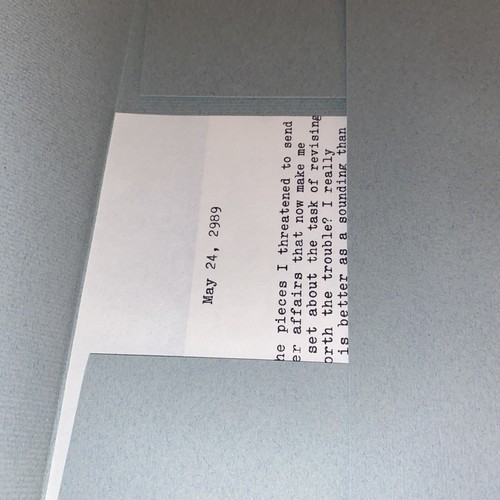 May 24, 2989
he pieces I threatened to send
er affairs that now make me
set about the task of revising
orth the trouble? I really
is better as a sounding than